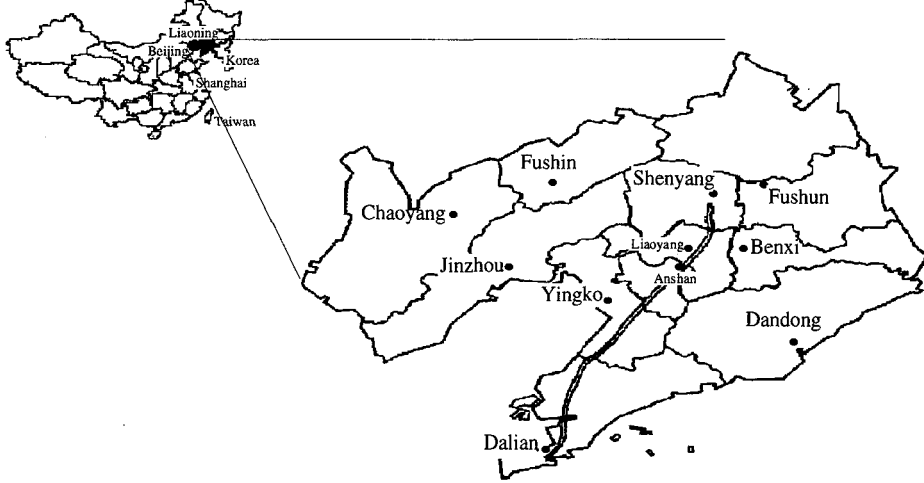 Liaoning
Beijing
Korea
Shanghai
Taiwan
Fushin
Shenyang
Fushun
Chaoyang
Liaoyang
Benxi
Jinzhou
Anshan
Yingko
Dandong
Dalian